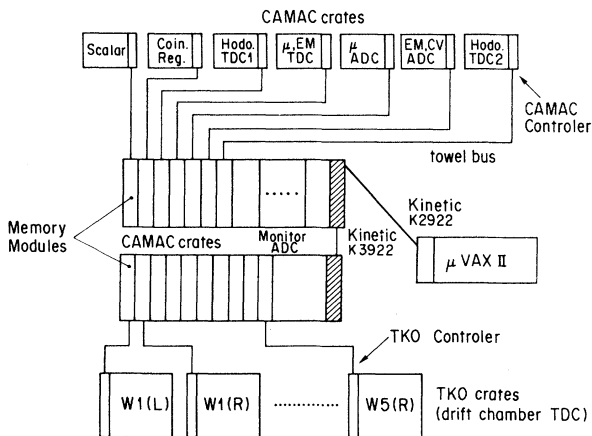 CAMAC crates
Scalar
Coin.
Reg.
Hodo.
TDC1
μ,EM
TDC
μ
ADC
EM,CV
ADC
Hodo.
TDC2
CAMAC
Controler
towel bus
.....
Kinetic
K2922
Memory
Modules
CAMAC crates
Monitor
ADC
Kinetic
K3922
μ VAX II
TKO Controler
W1(L)
W1(R)
..............
W5(R)
TKO crates
(drift chamber TDC)